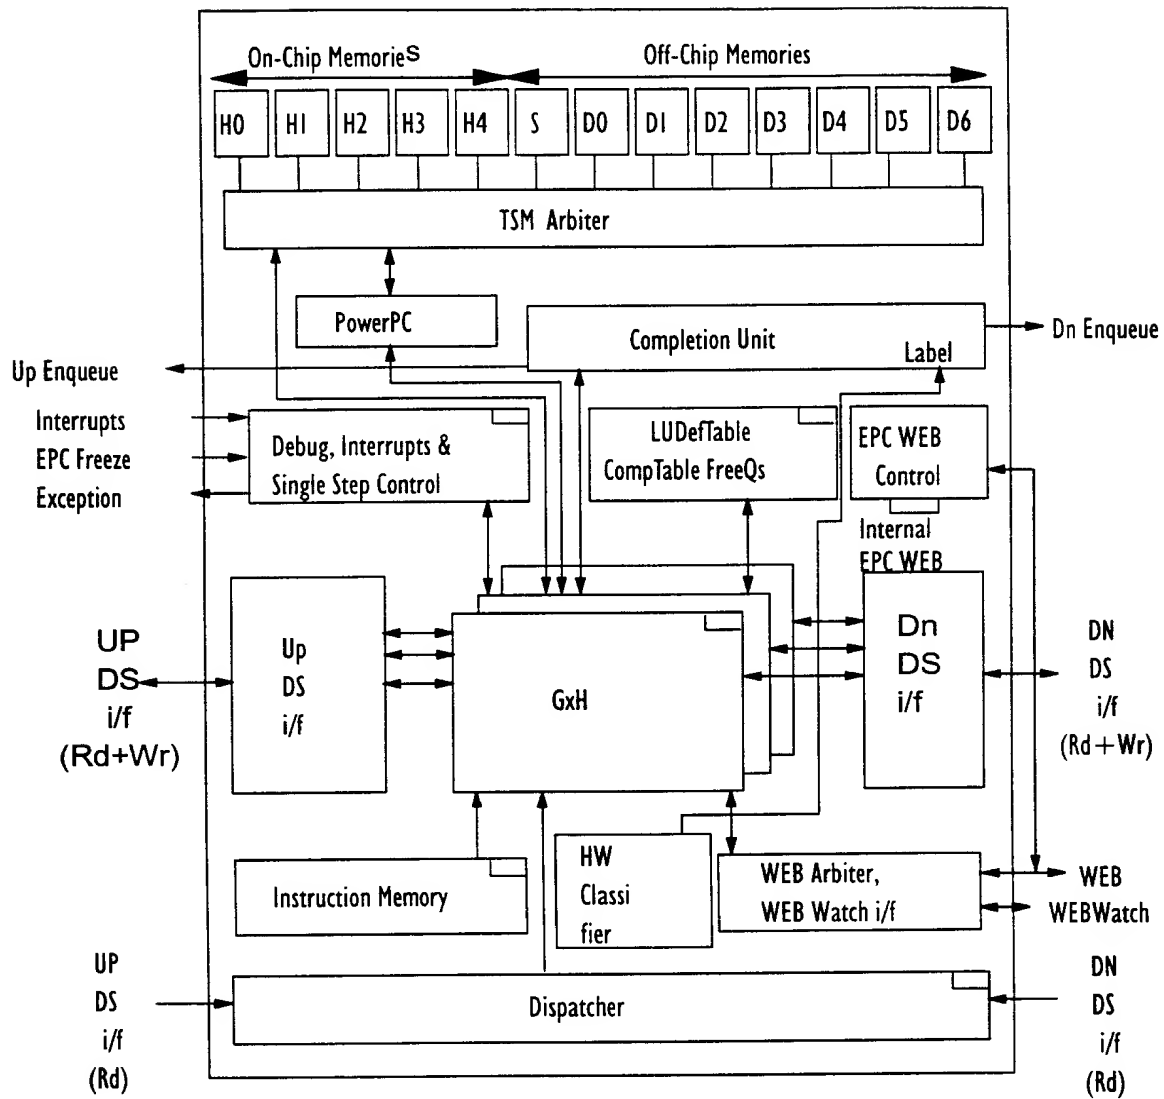 On-Chip Memories
Off-Chip Memories
H0
H1
H2
H3
H4
S
D0
D1
D2
D3
D4
D5
D6
TSM Arbiter
PowerPC
Completion Unit
Label
Dn Enqueue
Up Enqueue
Interrupts
EPC Freeze
Exception
Debug, Interrupts &
Single Step Control
LUDefTable
CompTable FreeQs
EPC WEB
Control
Internal
EPC WEB
UP
DS
i/f
(Rd+Wr)
Up
DS
i/f
GxH
Dn
DS
i/f
DN
DS
i/f
(Rd+Wr)
Instruction Memory
HW
Classi
fier
WEB Arbiter,
WEB Watch i/f
WEB
WEBWatch
UP
DS
i/f
(Rd)
Dispatcher
DN
DS
i/f
(Rd)